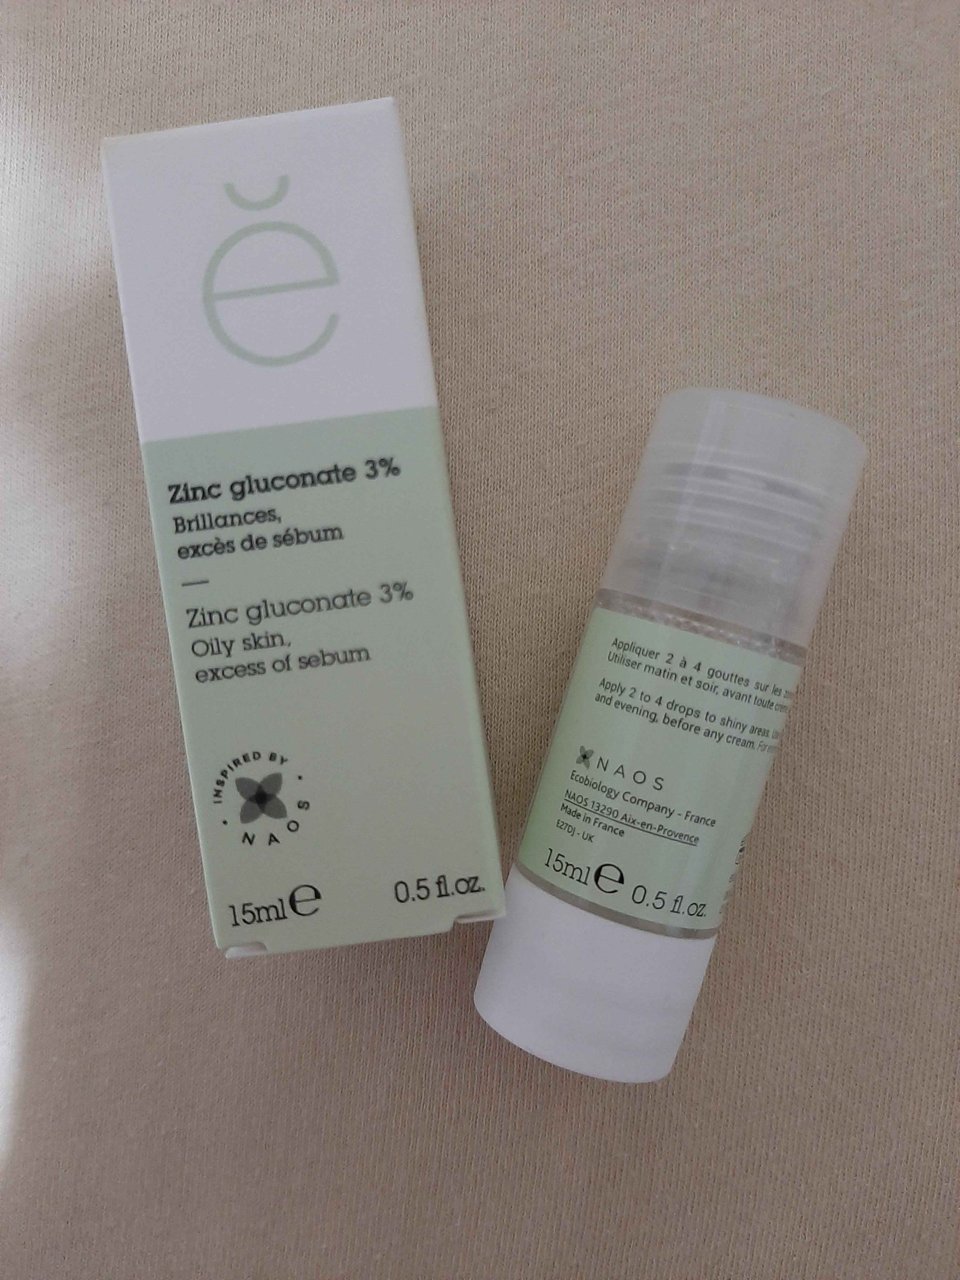 ĕ
Zinc gluconate 3%
Brillances,
excès de sébum
Zinc gluconate 3%
Oily skin,
excess of sebum
INSPIRED BY
NAOS
15ml e 0.5 fl.oz.
Appliquer 2 à 4 gouttes sur les
Utiliser matin et soir, avant toute
Apply 2 to 4 drops to shiny areas.
and evening, before any cream.
NAOS
Ecobiology Company - France
NAOS 13290 Aix-en-Provence
Made in France
EZ7DJ - UK
15ml e 0.5 fl.oz.